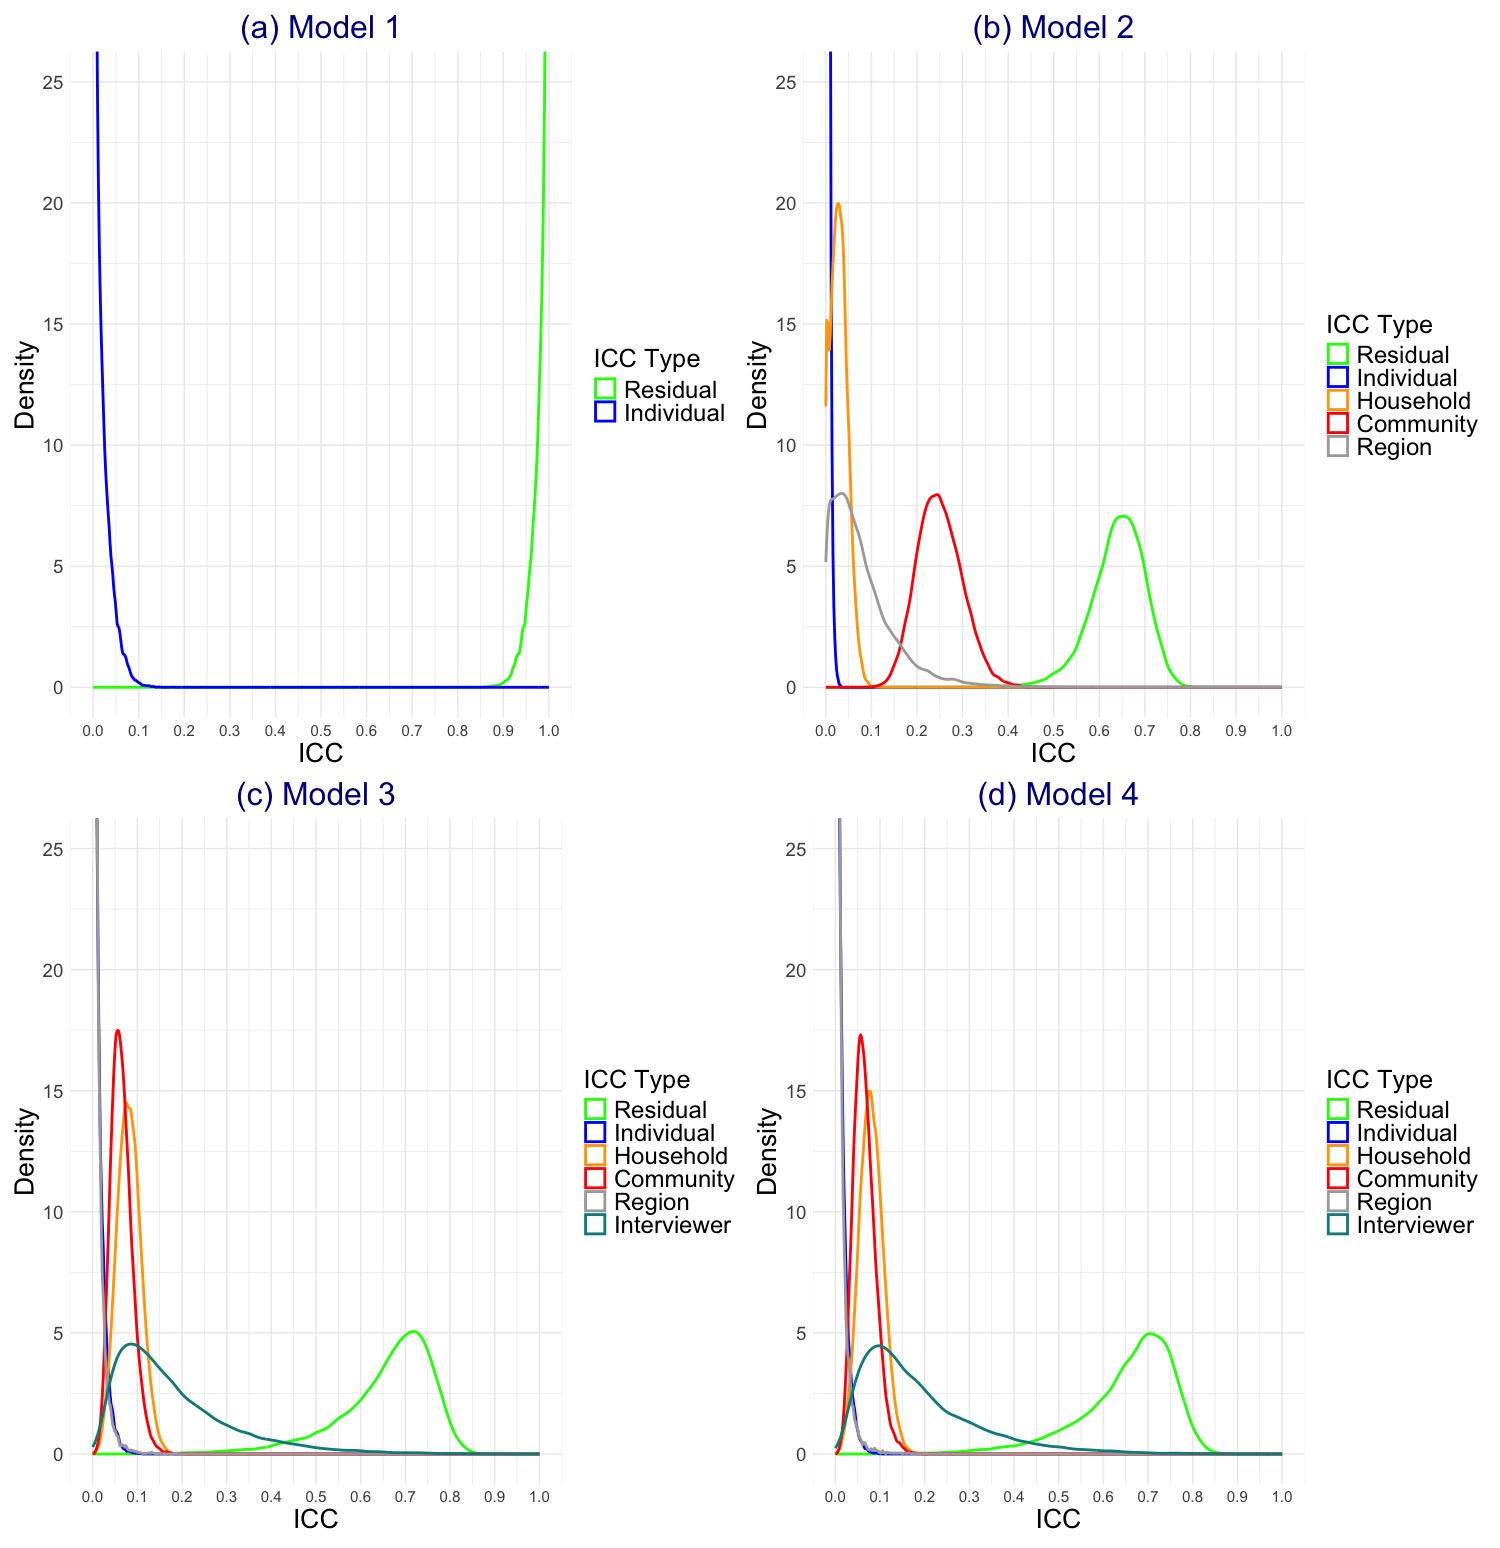 (a) Model 1
25
20
15
10
5
0
Density
0.0 0.1 0.2 0.3 0.4 0.5 0.6 0.7 0.8 0.9 1.0
ICC
ICC Type
Residual
Individual
(b) Model 2
25
20
15
10
5
0
Density
0.0 0.1 0.2 0.3 0.4 0.5 0.6 0.7 0.8 0.9 1.0
ICC
ICC Type
Residual
Individual
Household
Community
Region
(c) Model 3
25
20
15
10
5
0
Density
0.0 0.1 0.2 0.3 0.4 0.5 0.6 0.7 0.8 0.9 1.0
ICC
ICC Type
Residual
Individual
Household
Community
Region
Interviewer
(d) Model 4
25
20
15
10
5
0
Density
0.0 0.1 0.2 0.3 0.4 0.5 0.6 0.7 0.8 0.9 1.0
ICC
ICC Type
Residual
Individual
Household
Community
Region
Interviewer